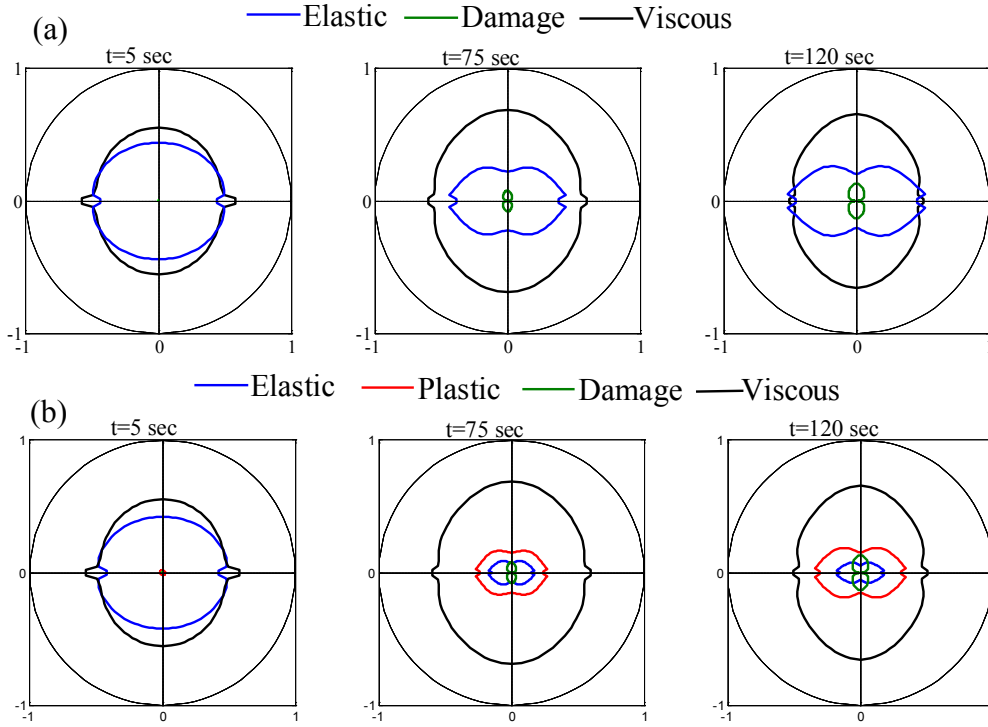 Elastic Damage Viscous
(a)
t=5 sec t=75 sec t=120 sec
1 1 1
0 0 0
-1 -1 -1
0 1 0 1 0 1
Elastic Plastic Damage Viscous
(b)
t=5 sec t=75 sec t=120 sec
1 1 1
0 0 0
-1 -1 -1
-1 0 1 -1 0 1 -1 0 1